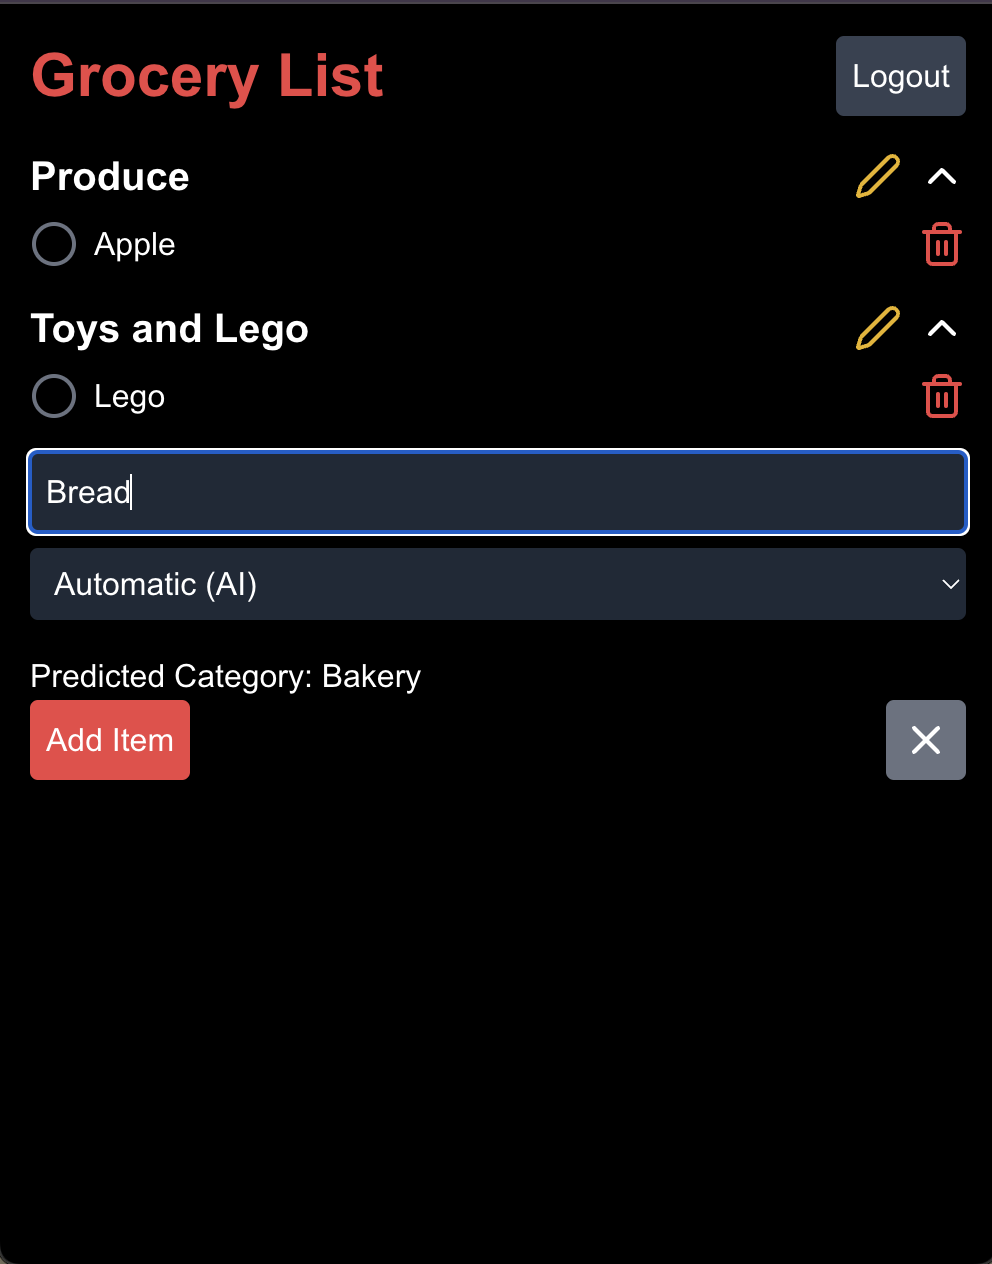 Grocery List
Logout
Produce
Apple
Toys and Lego
Lego
Bread
Automatic (AI)
Predicted Category: Bakery
Add Item